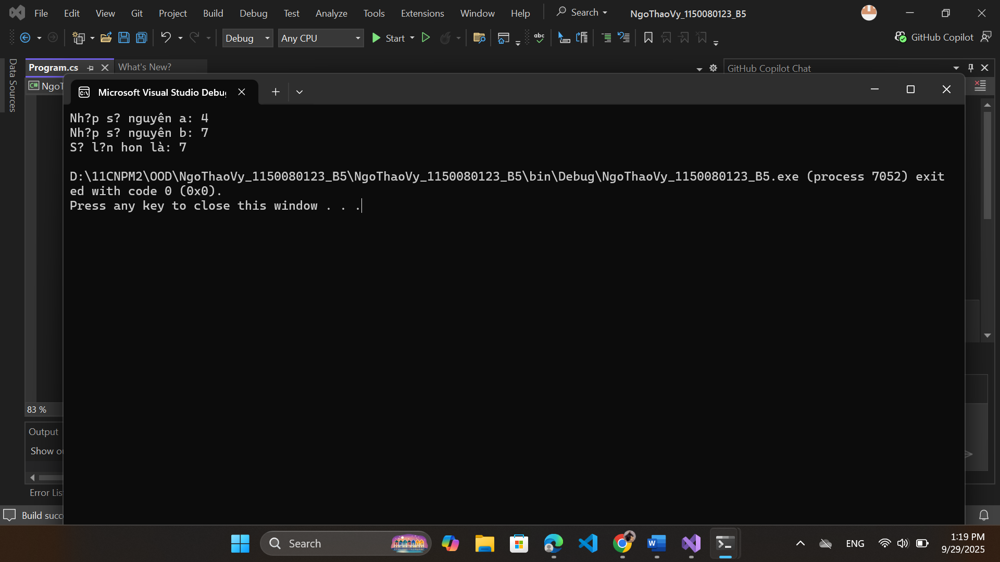 File Edit View Git Project Build Debug Test Analyze Tools Extensions Window Help Search NgoThaoVy_1150080123_B5
Debug Any CPU Start abc GitHub Copilot
Data Sources
Program.cs What's New? GitHub Copilot Chat
C# NgoT
Microsoft Visual Studio Debu
Nh?p s? nguyên a: 4
Nh?p s? nguyên b: 7
S? l?n hon là: 7
D:\11CNPM2\OOD\NgoThaoVy_1150080123_B5\NgoThaoVy_1150080123_B5\bin\Debug\NgoThaoVy_1150080123_B5.exe (process 7052) exit
ed with code 0 (0x0).
Press any key to close this window . . .
83 %
Output
Show o
Error Lis
Build succ
Search
ENG
1:19 PM
9/29/2025